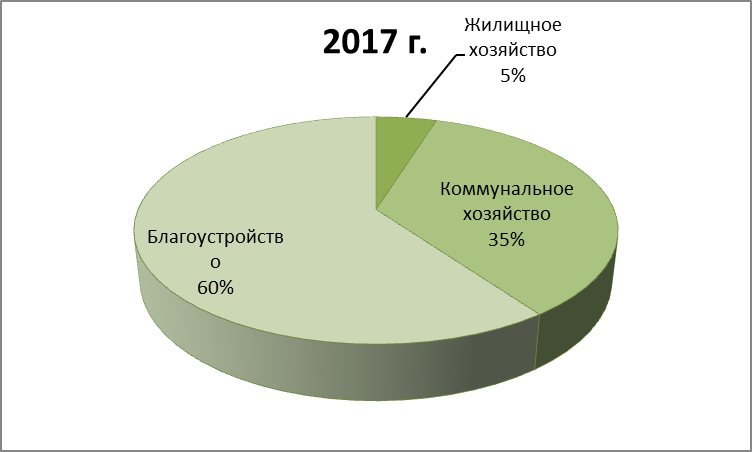 2017 г.
Жилищное
хозяйство
5%
Коммунальное
хозяйство
35%
Благоустройств
о
60%